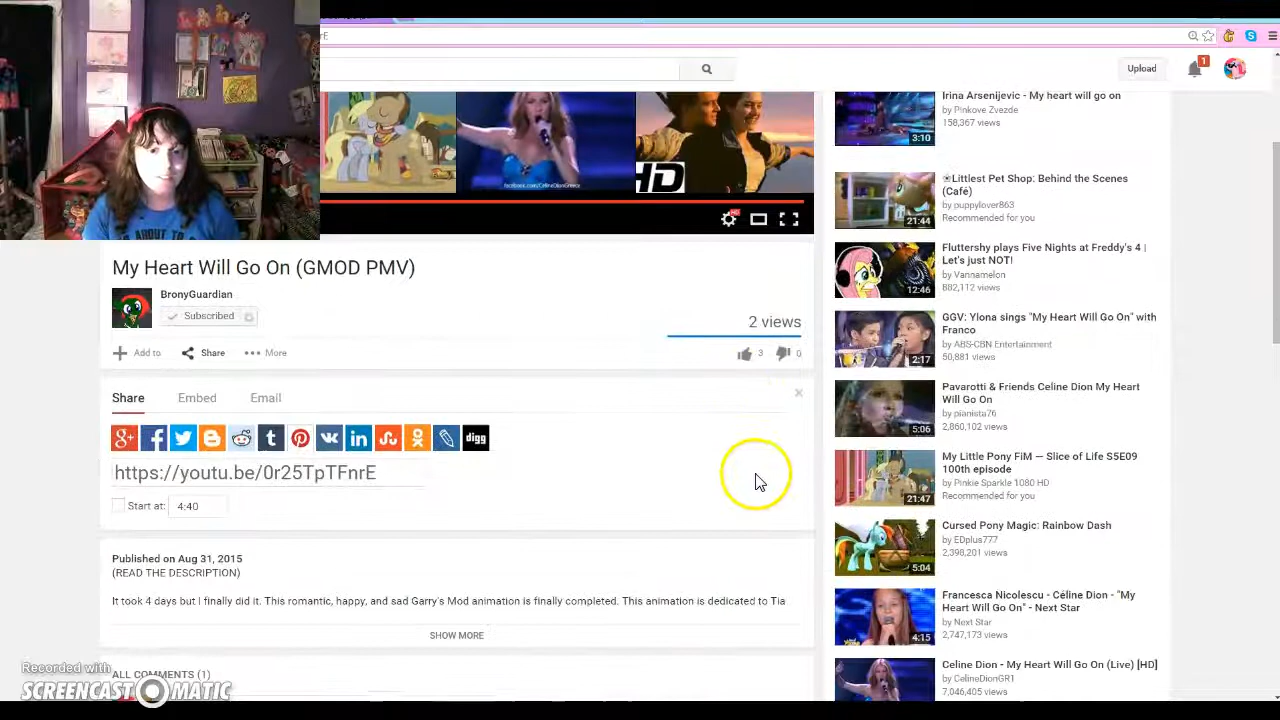 rE
Upload
1
HD
facebook.com/CelineDionGreece
My Heart Will Go On (GMOD PMV)
BronyGuardian
Subscribed
2 views
Add to
Share
More
3
0
Share
Embed
Email
digg
https://youtu.be/0r25TpTFnrE
Start at:
4:40
Published on Aug 31, 2015
(READ THE DESCRIPTION)
It took 4 days but I finally did it. This romantic, happy, and sad Garry's Mod animation is finally completed. This animation is dedicated to Tia
SHOW MORE
ALL COMMENTS (1)
Recorded with
SCREENCAST MATIC
Irina Arsenijevic - My heart will go on
by Pinkove Zvezde
158,367 views
3:10
❀Littlest Pet Shop: Behind the Scenes
(Café)
by puppylover863
Recommended for you
21:44
Fluttershy plays Five Nights at Freddy's 4 |
Let's just NOT!
by Vannamelon
882,112 views
12:46
GGV: Ylona sings "My Heart Will Go On" with
Franco
by ABS-CBN Entertainment
50,881 views
2:17
Pavarotti & Friends Celine Dion My Heart
Will Go On
by pianista76
2,860,102 views
5:06
My Little Pony FiM — Slice of Life S5E09
100th episode
by Pinkie Sparkle 1080 HD
Recommended for you
21:47
Cursed Pony Magic: Rainbow Dash
by EDplus777
2,398,201 views
5:04
Francesca Nicolescu - Céline Dion - "My
Heart Will Go On" - Next Star
by Next Star
2,747,173 views
4:15
Celine Dion - My Heart Will Go On (Live) [HD]
by CelineDionGR1
7,046,405 views